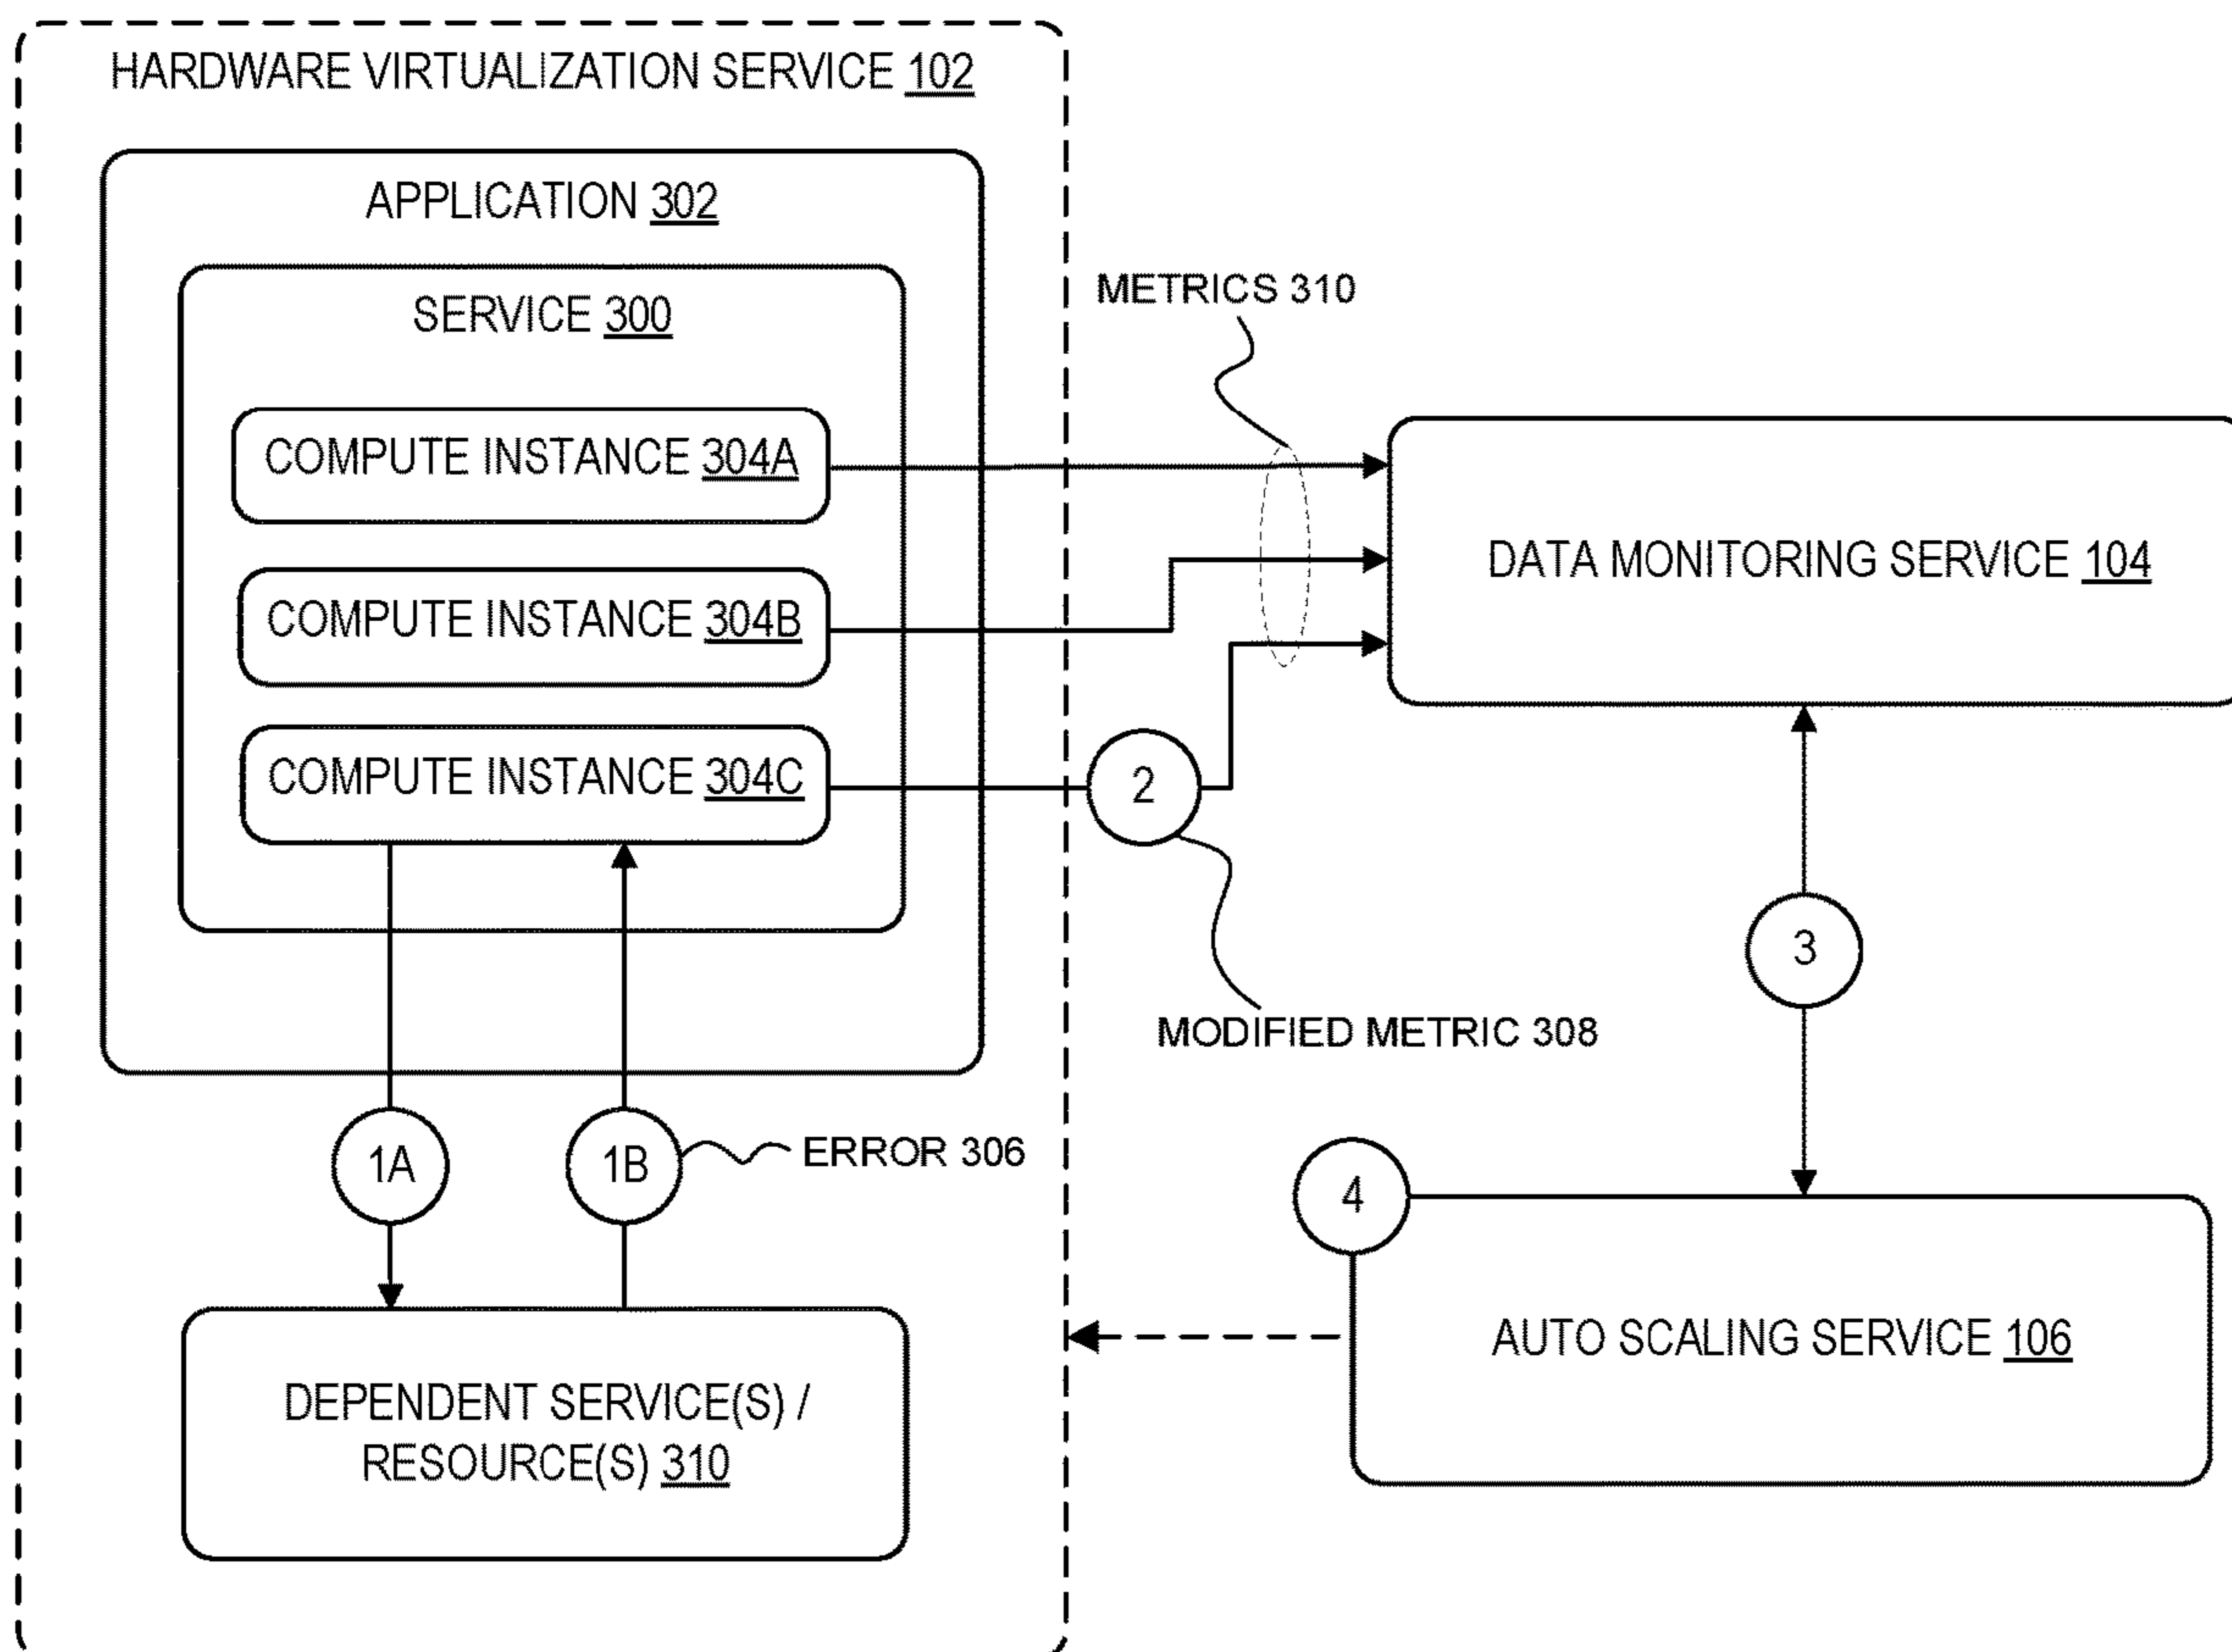 HARDWARE VIRTUALIZATION SERVICE 102
APPLICATION 302
SERVICE 300
METRICS 310
COMPUTE INSTANCE 304A
COMPUTE INSTANCE 304B
DATA MONITORING SERVICE 104
COMPUTE INSTANCE 304C
2
3
MODIFIED METRIC 308
1A
1B
ERROR 306
4
AUTO SCALING SERVICE 106
DEPENDENT SERVICE(S) /
RESOURCE(S) 310